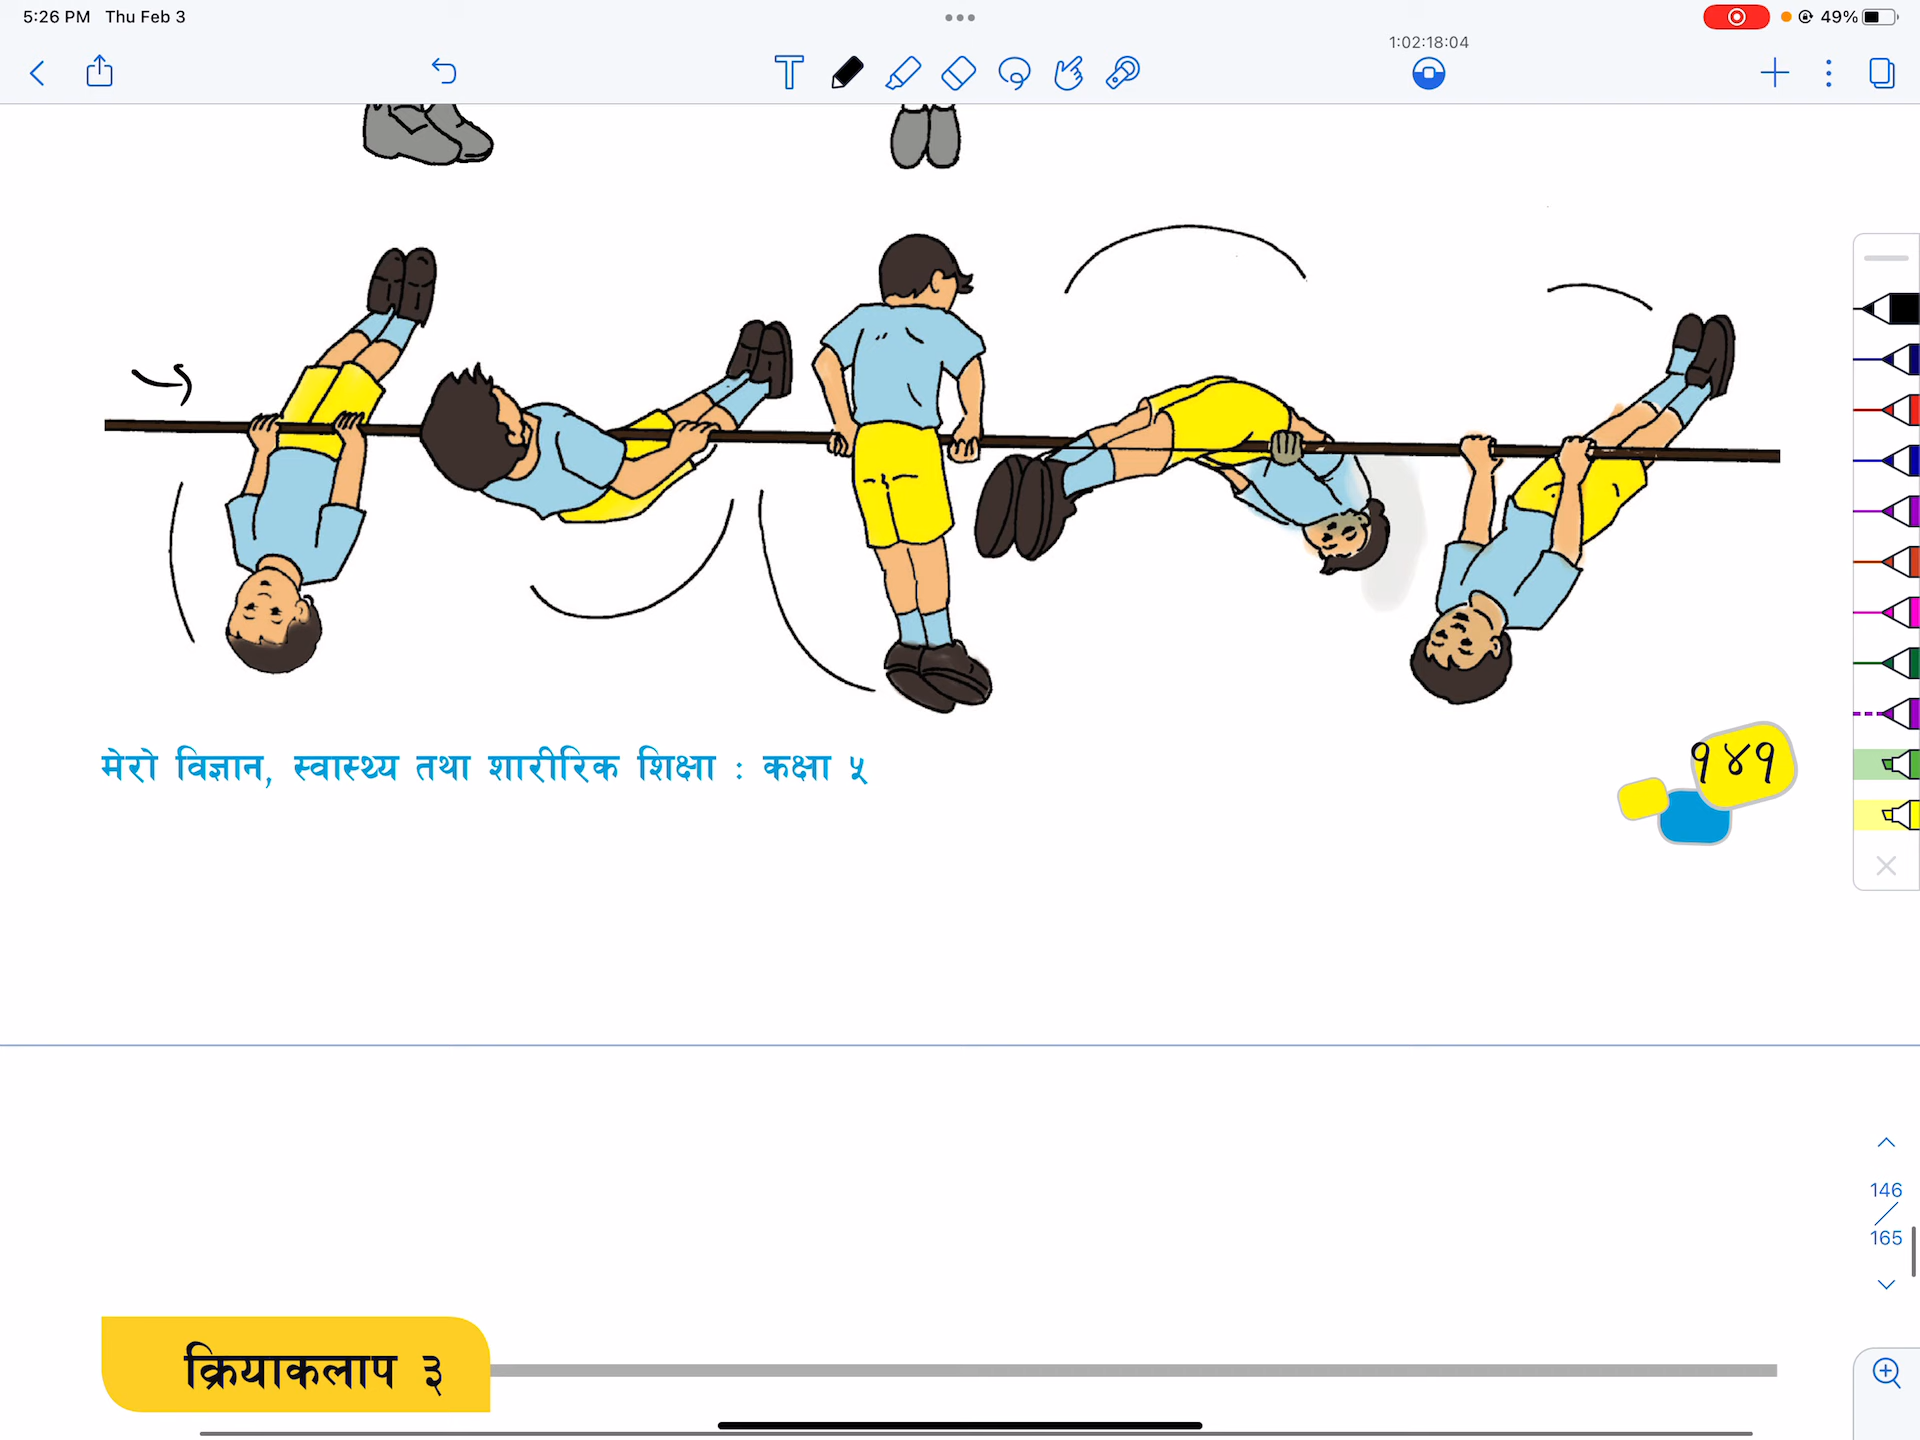 5:26 PM Thu Feb 3
49%
1:02:18:04
मेरो विज्ञान, स्वास्थ्य तथा शारीरिक शिक्षा : कक्षा ५
१४१
146
165
क्रियाकलाप ३